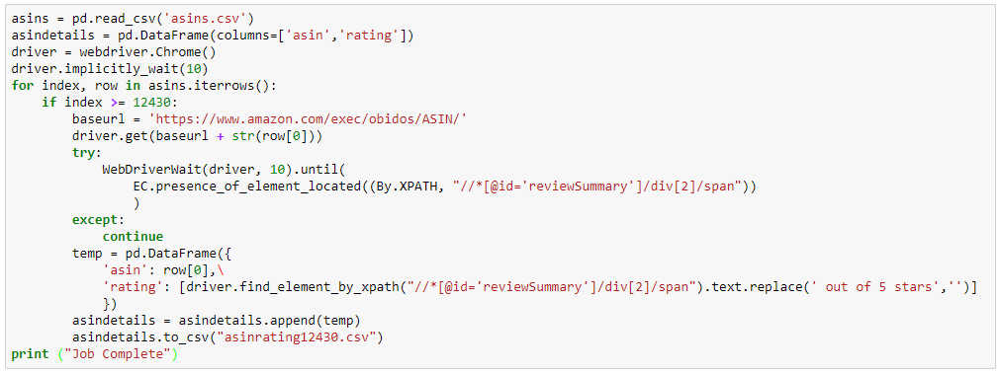 asins = pd.read_csv('asins.csv')
asindetails = pd.DataFrame(columns=['asin','rating'])
driver = webdriver.Chrome()
driver.implicitly_wait(10)
for index, row in asins.iterrows():
    if index >= 12430:
        baseurl = 'https://www.amazon.com/exec/obidos/ASIN/'
        driver.get(baseurl + str(row[0]))
        try:
            WebDriverWait(driver, 10).until(
                EC.presence_of_element_located((By.XPATH, "//*[@id='reviewSummary']/div[2]/span"))
                )
        except:
            continue
        temp = pd.DataFrame({
            'asin': row[0],\
            'rating': [driver.find_element_by_xpath("//*[@id='reviewSummary']/div[2]/span").text.replace(' out of 5 stars','')]
            })
        asindetails = asindetails.append(temp)
        asindetails.to_csv("asinrating12430.csv")
print ("Job Complete")